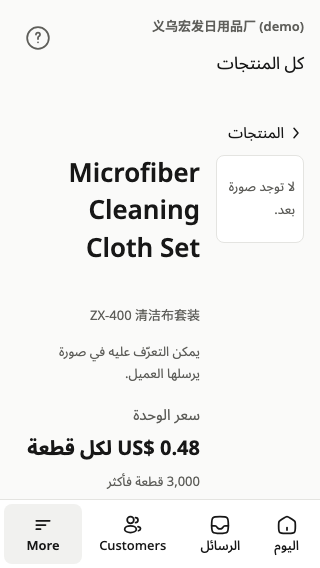 义乌宏发日用品厂 (demo)
كل المنتجات
المنتجات
لا توجد صورة
بعد.
Microfiber
Cleaning
Cloth Set
ZX-400 清洁布套装
يمكن التعرّف عليه في صورة
يرسلها العميل.
سعر الوحدة
US$ 0.48 لكل قطعة
3,000 قطعة فأكثر
اليوم
الرسائل
Customers
More